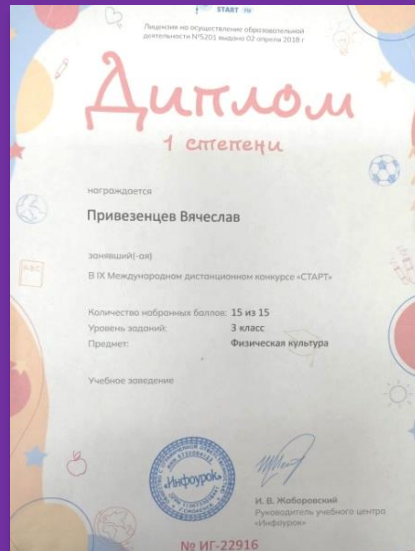 START
Лицензия на осуществление образовательной
деятельности №5201 выдано 02 апреля 2018 г
Диплом
1 степени
награждается
Привезенцев Вячеслав
занявший(-ая)
В IX Международном дистанционном конкурсе «СТАРТ»
Количество набранных баллов: 15 из 15
Уровень заданий: 3 класс
Предмет: Физическая культура
Учебное заведение
«Инфоурок»
И. В. Жаборовский
Руководитель учебного центра
«Инфоурок»
№ ИГ-22916
ABC